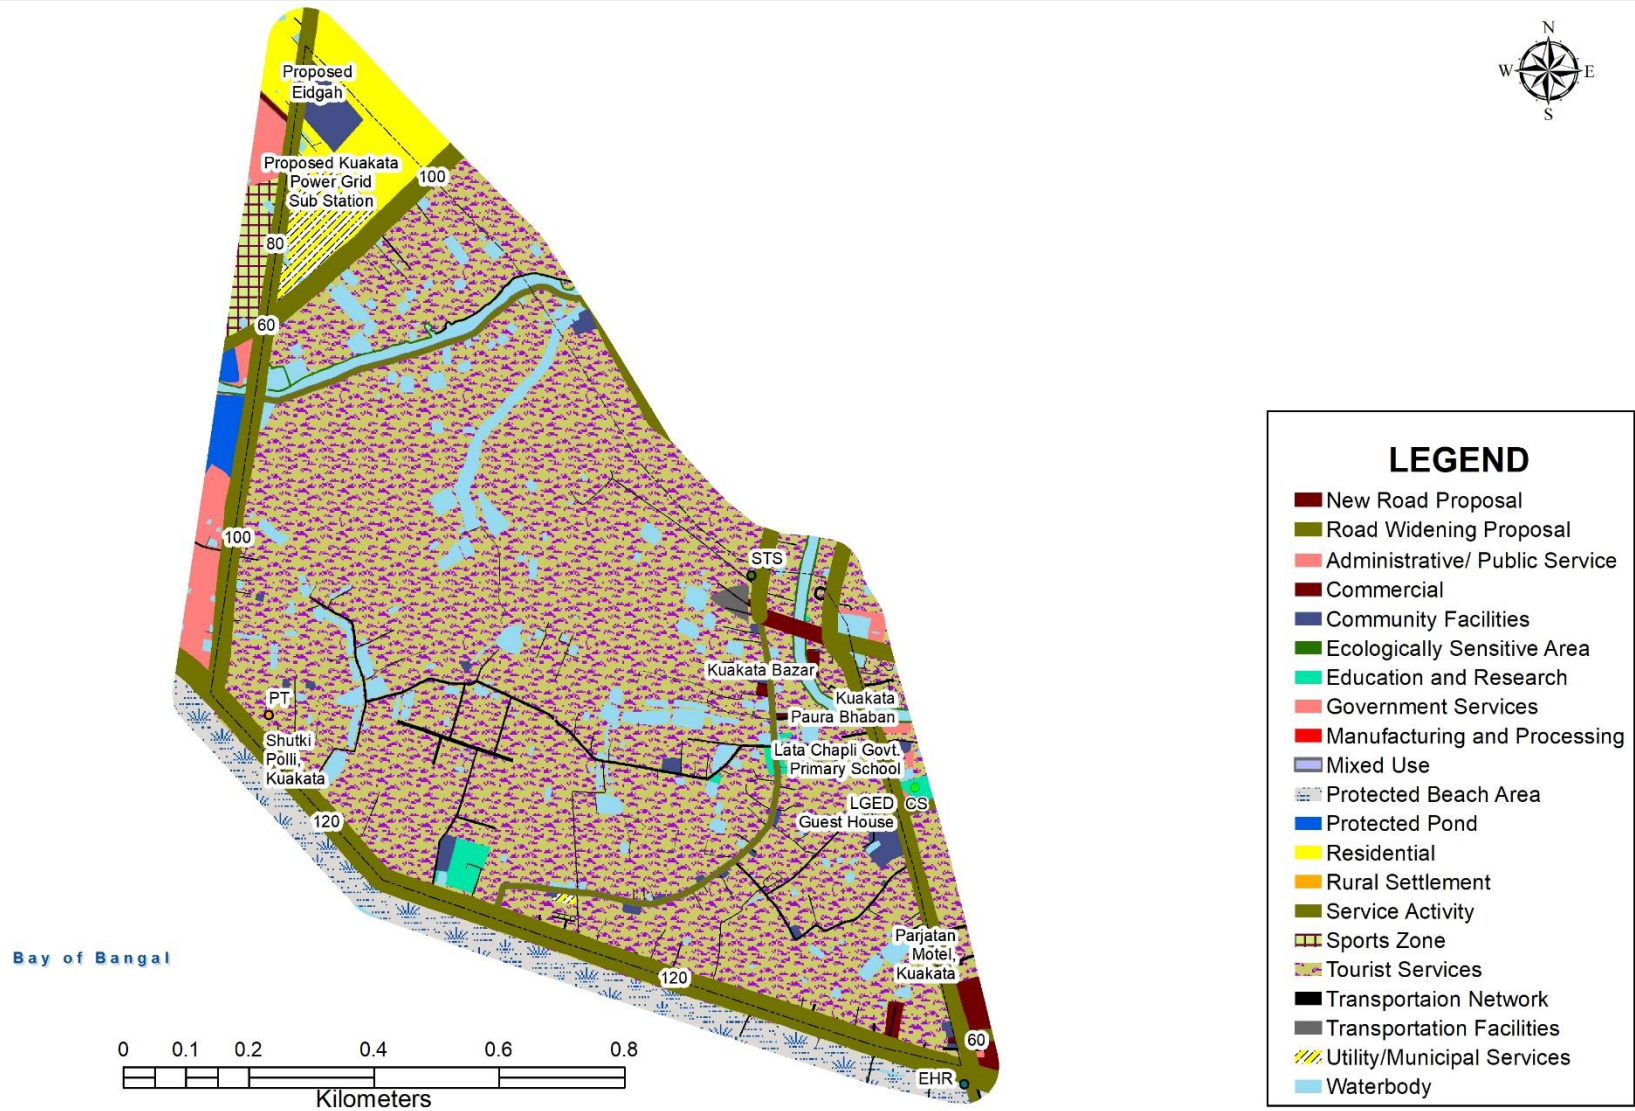 N
W E
S
Proposed
Eidgah
Proposed Kuakata
Power Grid
Sub Station
100
80
60
100
STS
C
Kuakata Bazar
Kuakata
Paura Bhaban
PT
Shutki
Polli,
Kuakata
Lata Chapli Govt.
Primary School
LGED CS
Guest House
120
Parjatan
Motel,
Kuakata
120
60
EHR
Bay of Bangal
0 0.1 0.2 0.4 0.6 0.8
Kilometers
LEGEND
New Road Proposal
Road Widening Proposal
Administrative/ Public Service
Commercial
Community Facilities
Ecologically Sensitive Area
Education and Research
Government Services
Manufacturing and Processing
Mixed Use
Protected Beach Area
Protected Pond
Residential
Rural Settlement
Service Activity
Sports Zone
Tourist Services
Transportaion Network
Transportation Facilities
Utility/Municipal Services
Waterbody